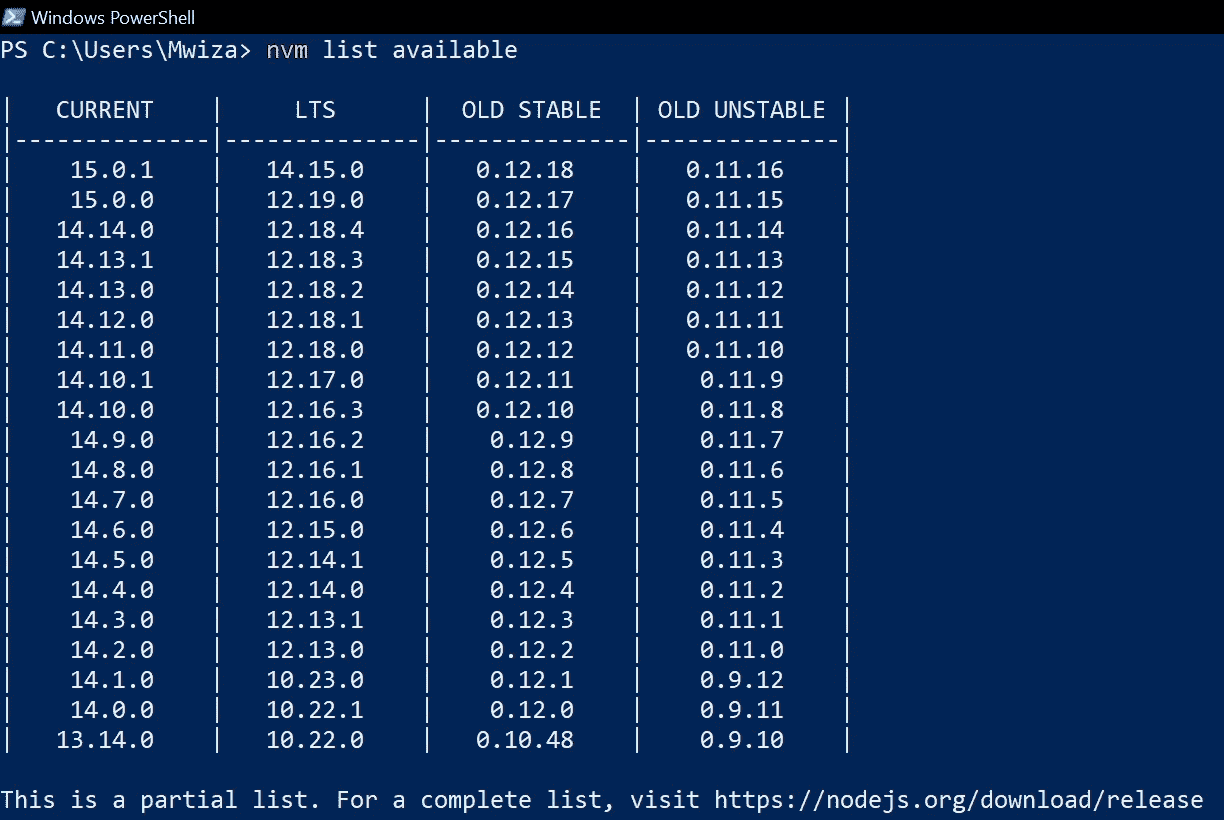 Windows PowerShell
PS C:\Users\Mwiza> nvm list available
|   CURRENT    |     LTS      |  OLD STABLE  | OLD UNSTABLE |
|--------------|--------------|--------------|--------------|
|    15.0.1    |   14.15.0    |   0.12.18    |   0.11.16    |
|    15.0.0    |   12.19.0    |   0.12.17    |   0.11.15    |
|   14.14.0    |   12.18.4    |   0.12.16    |   0.11.14    |
|   14.13.1    |   12.18.3    |   0.12.15    |   0.11.13    |
|   14.13.0    |   12.18.2    |   0.12.14    |   0.11.12    |
|   14.12.0    |   12.18.1    |   0.12.13    |   0.11.11    |
|   14.11.0    |   12.18.0    |   0.12.12    |   0.11.10    |
|   14.10.1    |   12.17.0    |   0.12.11    |    0.11.9    |
|   14.10.0    |   12.16.3    |   0.12.10    |    0.11.8    |
|    14.9.0    |   12.16.2    |    0.12.9    |    0.11.7    |
|    14.8.0    |   12.16.1    |    0.12.8    |    0.11.6    |
|    14.7.0    |   12.16.0    |    0.12.7    |    0.11.5    |
|    14.6.0    |   12.15.0    |    0.12.6    |    0.11.4    |
|    14.5.0    |   12.14.1    |    0.12.5    |    0.11.3    |
|    14.4.0    |   12.14.0    |    0.12.4    |    0.11.2    |
|    14.3.0    |   12.13.1    |    0.12.3    |    0.11.1    |
|    14.2.0    |   12.13.0    |    0.12.2    |    0.11.0    |
|    14.1.0    |   10.23.0    |    0.12.1    |    0.9.12    |
|    14.0.0    |   10.22.1    |    0.12.0    |    0.9.11    |
|   13.14.0    |   10.22.0    |   0.10.48    |    0.9.10    |
This is a partial list. For a complete list, visit https://nodejs.org/download/release